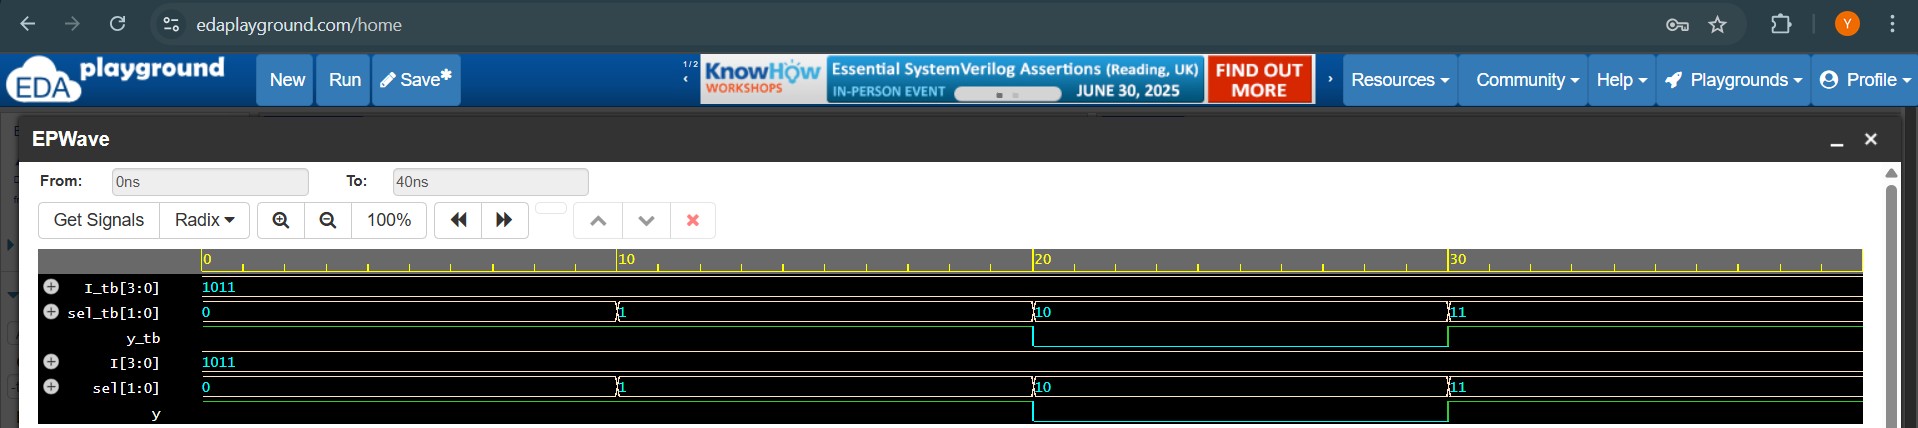 edaplayground.com/home
Y
EDA playground
New
Run
Save*
1/2
KnowHow WORKSHOPS
Essential SystemVerilog Assertions (Reading, UK)
IN-PERSON EVENT JUNE 30, 2025
FIND OUT MORE
Resources
Community
Help
Playgrounds
Profile
EPWave
From: 0ns To: 40ns
Get Signals Radix 100%
0 10 20 30
I_tb[3:0] 1011
sel_tb[1:0] 0 1 10 11
y_tb
I[3:0] 1011
sel[1:0] 0 1 10 11
y